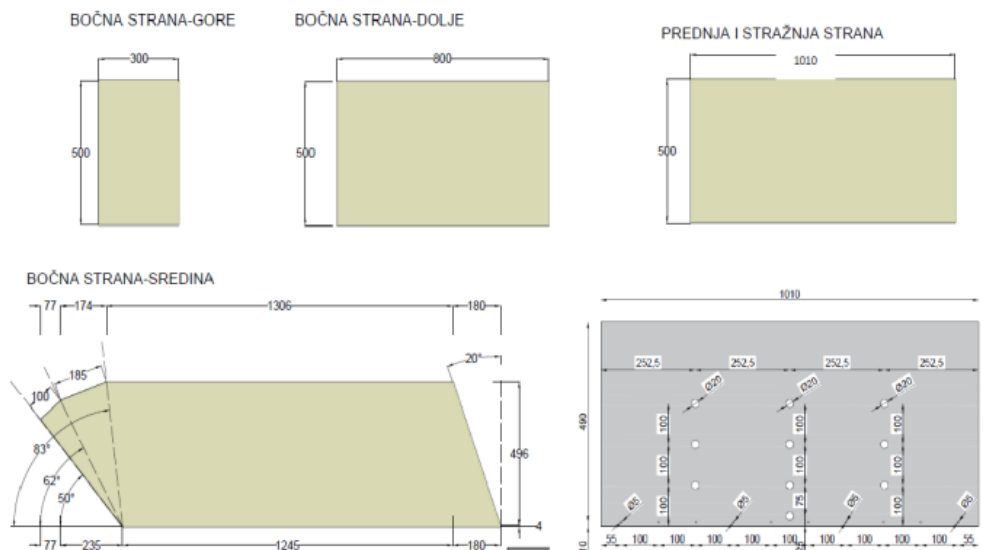 BOČNA STRANA-GORE
300
500
BOČNA STRANA-DOLJE
800
500
PREDNJA I STRAŽNJA STRANA
1010
500
BOČNA STRANA-SREDINA
77 174 1306 180
20°
185
100
83°
62°
50°
496
4
77 235 1245 180
1010
252,5 252,5 252,5 252,5
Ø20 Ø20 Ø20
490
100 100 100
100 100 100
100 75 100
Ø5 Ø5 Ø5 Ø5
10
55 100 100 100 100 100 100 100 100 100 55